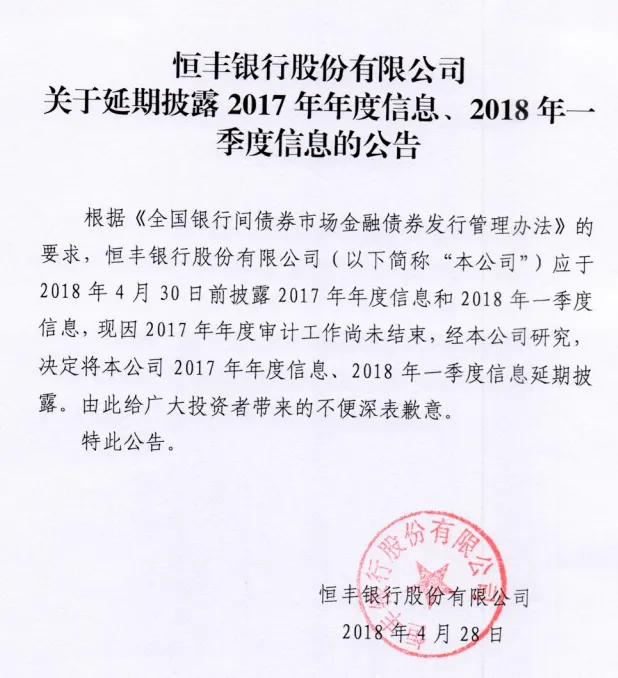 恒丰银行股份有限公司
关于延期披露 2017 年年度信息、2018 年一
季度信息的公告
根据《全国银行间债券市场金融债券发行管理办法》的
要求，恒丰银行股份有限公司（以下简称“本公司”）应于
2018 年 4 月 30 日前披露 2017 年年度信息和 2018 年一季度
信息，现因 2017 年年度审计工作尚未结束，经本公司研究，
决定将本公司 2017 年年度信息、2018 年一季度信息延期披
露。由此给广大投资者带来的不便深表歉意。
特此公告。
恒丰银行股份有限公司
恒丰银行股份有限公司
2018 年 4 月 28 日